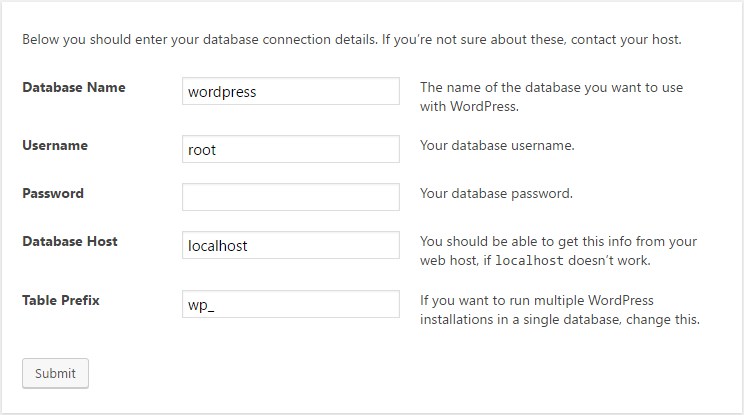 Below you should enter your database connection details. If you’re not sure about these, contact your host.
Database Name
wordpress
The name of the database you want to use
with WordPress.
Username
root
Your database username.
Password
Your database password.
Database Host
localhost
You should be able to get this info from your
web host, if localhost doesn’t work.
Table Prefix
wp_
If you want to run multiple WordPress
installations in a single database, change this.
Submit